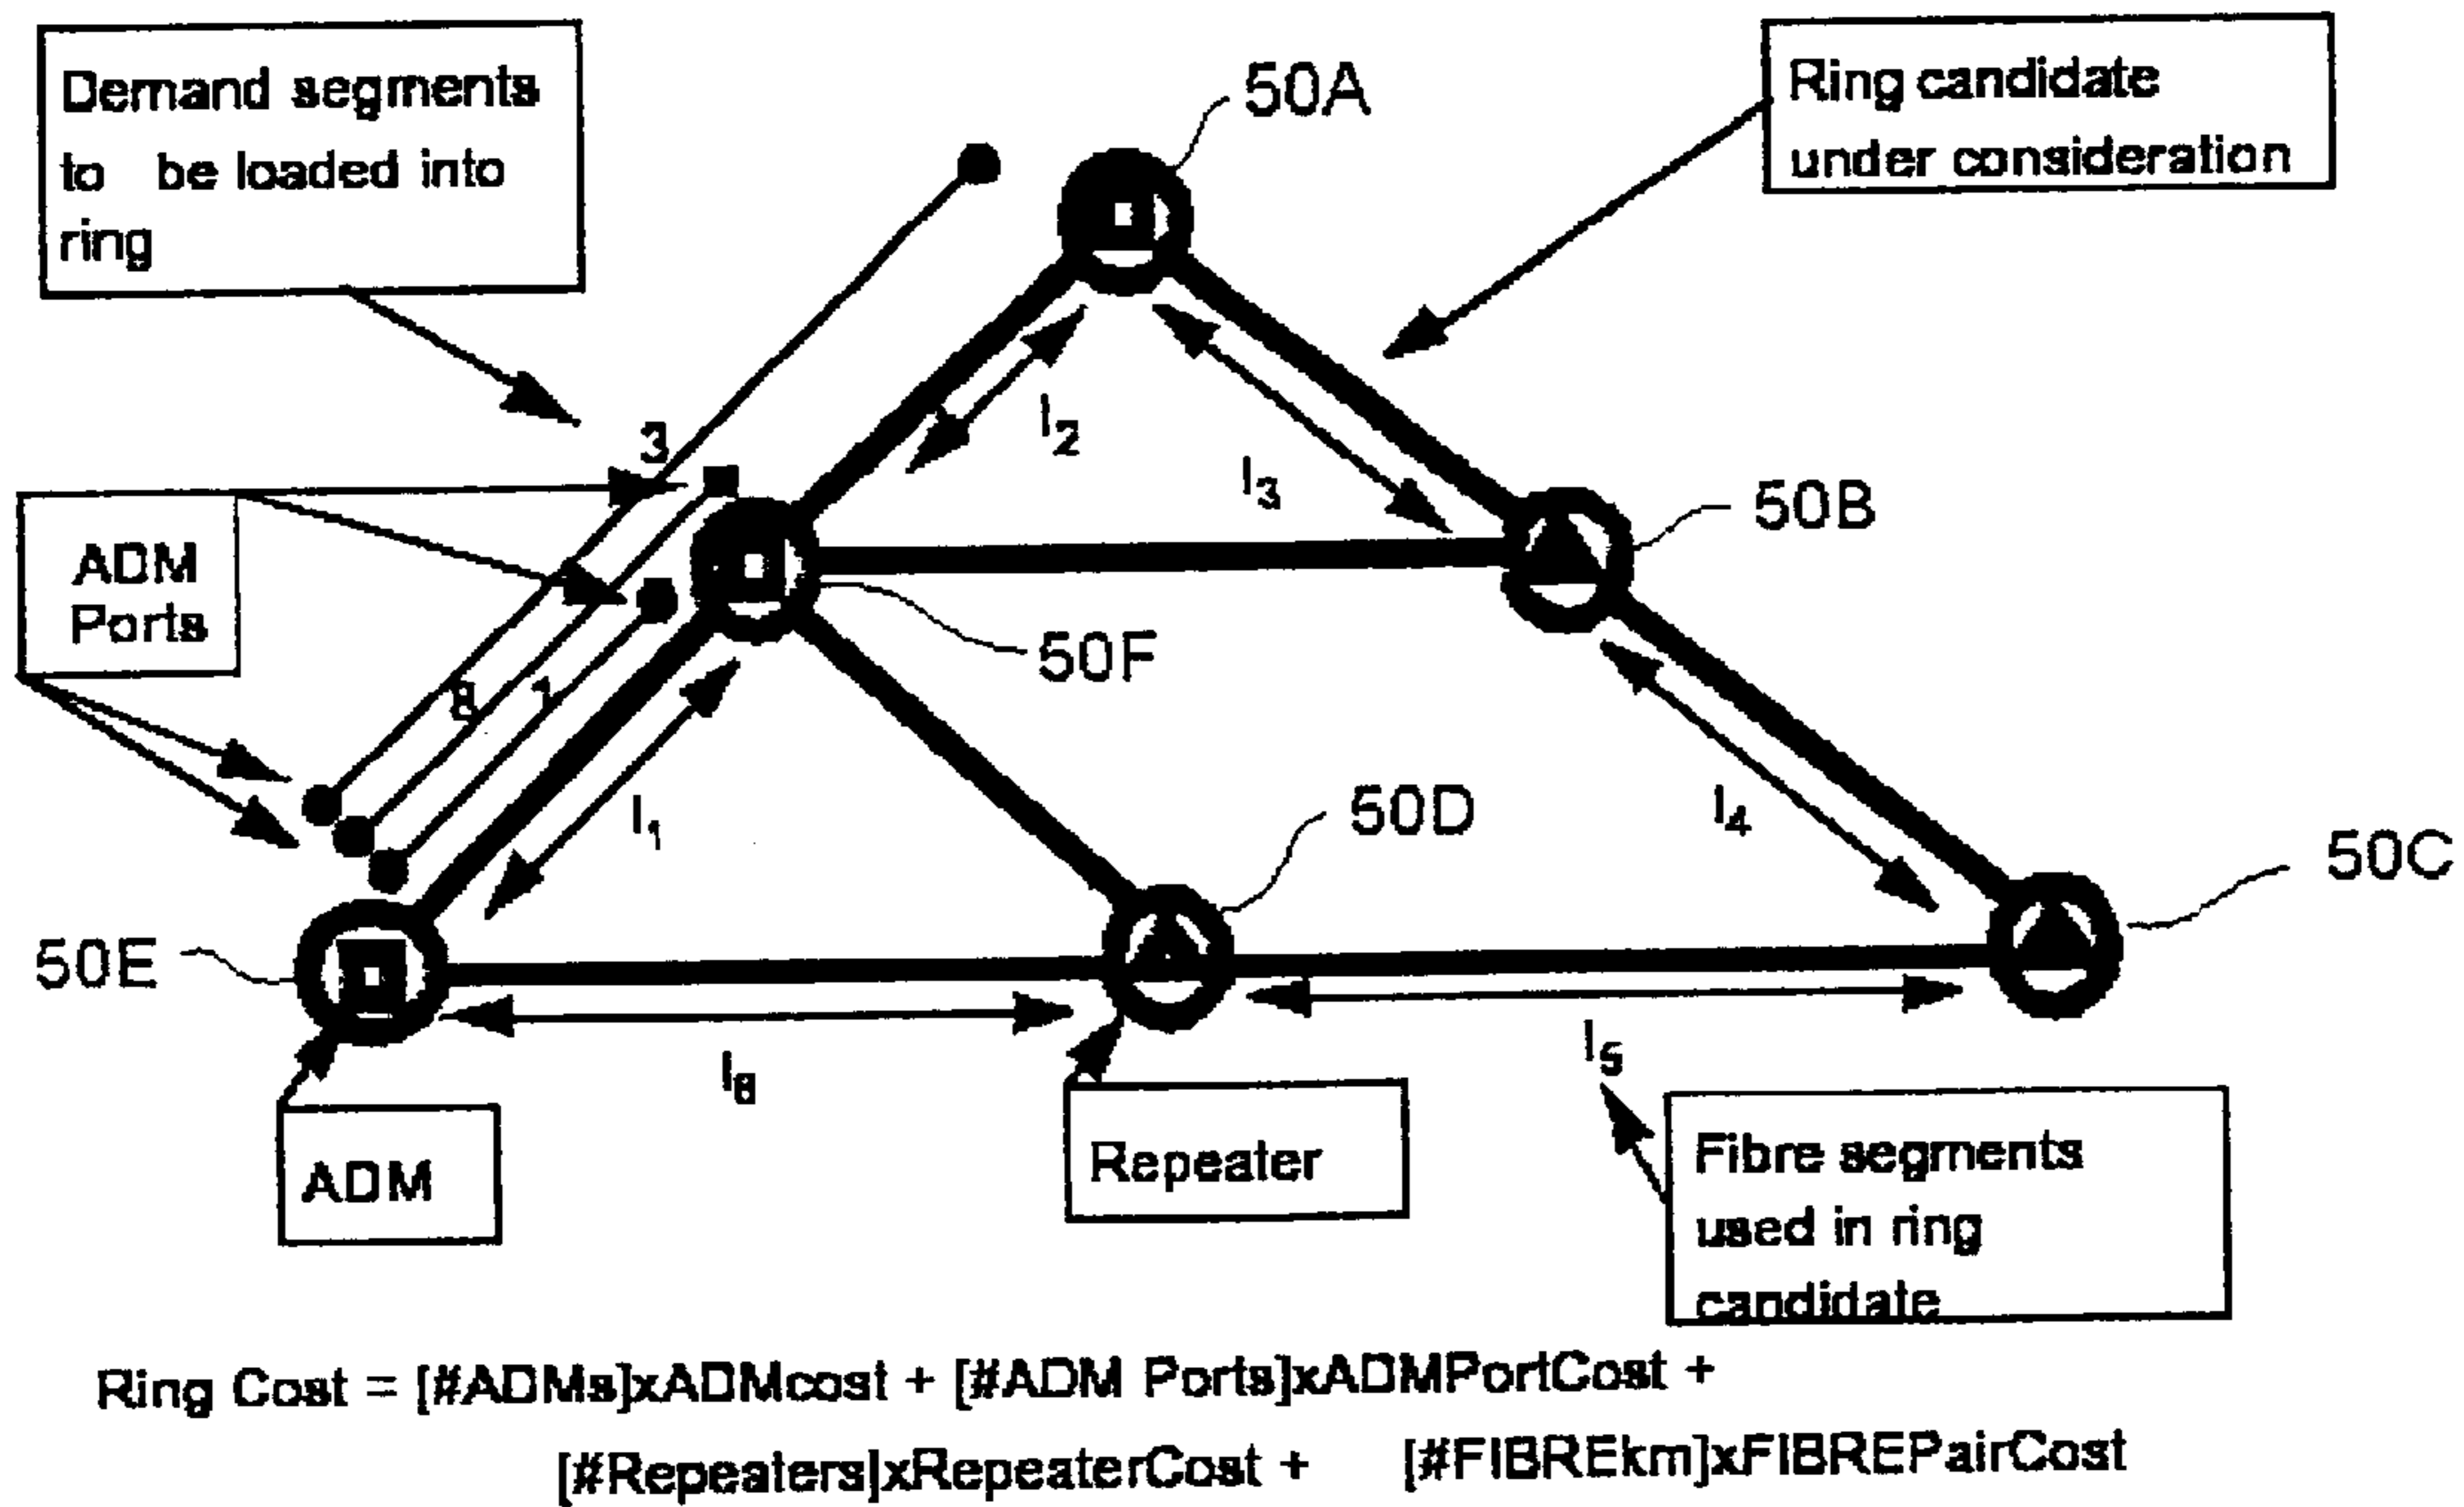 Demand segments
to be loaded into
ring
50A
Ring candidate
under consideration
l2
l3
3
50B
ADM
Ports
50F
8
1
l1
50D
l4
50C
50E
l6
l5
ADM
Repeater
Fibre segments
used in ring
candidate
Ring Cost = [#ADMs]xADMcost + [#ADM Ports]xADMPortCost +
[#Repeaters]xRepeaterCost + [#FIBREkm]xFIBREPairCost